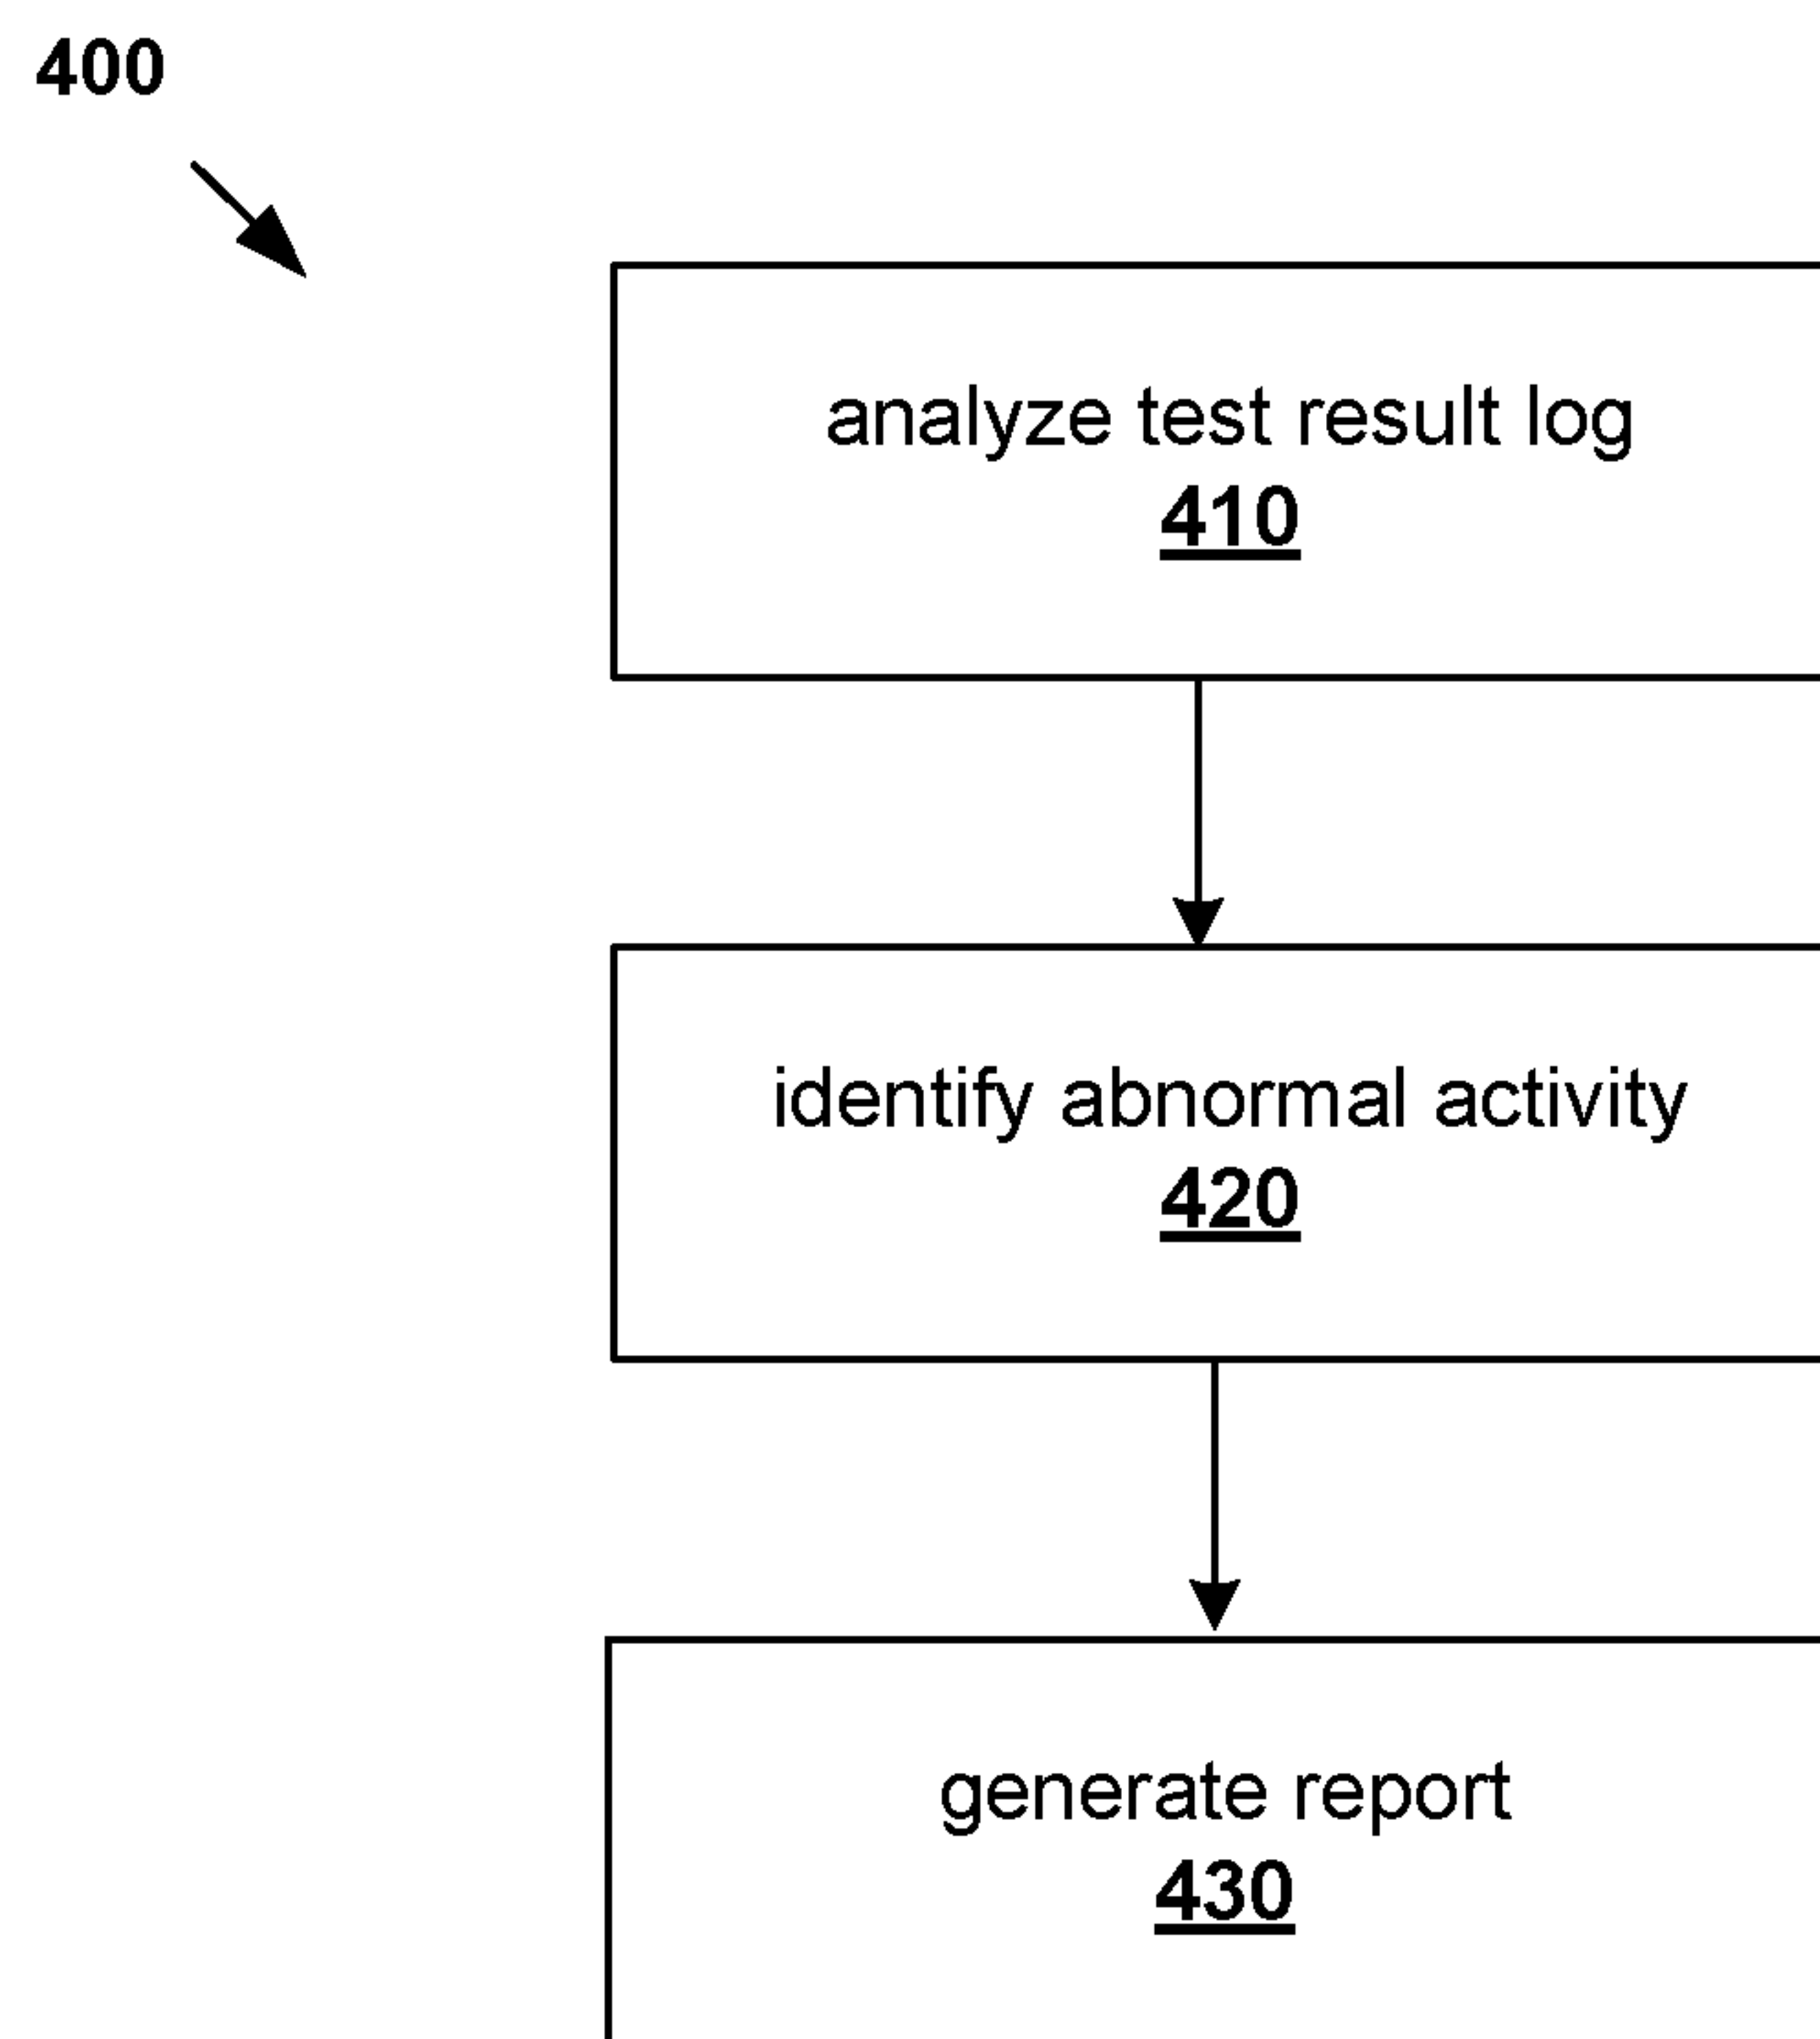 400
analyze test result log
410
identify abnormal activity
420
generate report
430